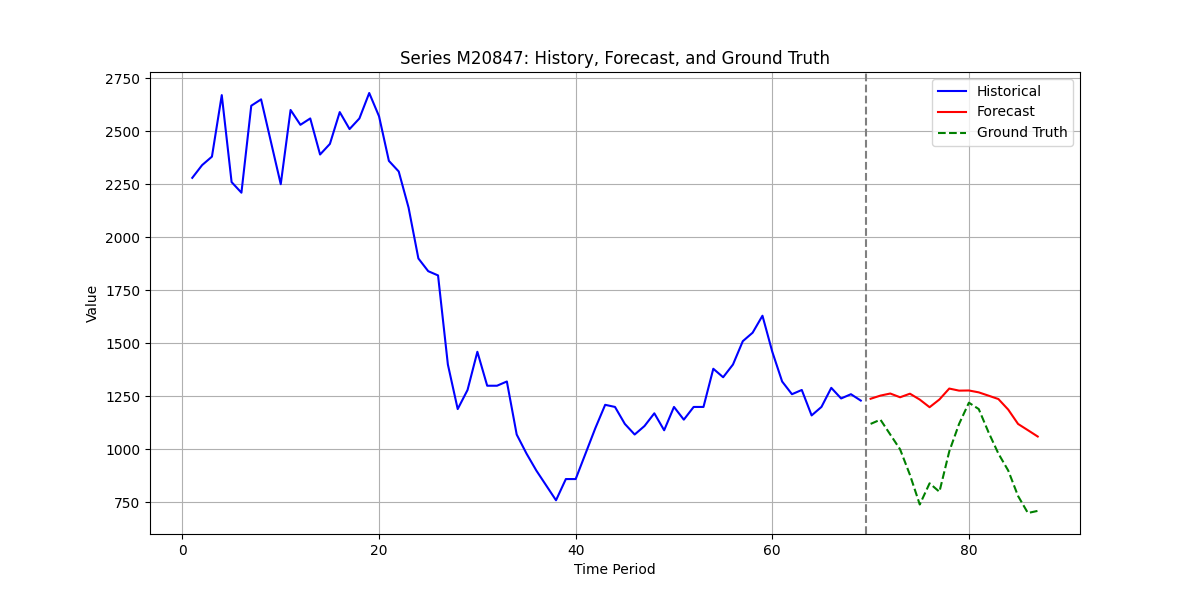 Series M20847: History, Forecast, and Ground Truth
2750
2500
2250
2000
1750
1500
1250
1000
750
Value
0
20
40
60
80
Time Period
Historical
Forecast
Ground Truth